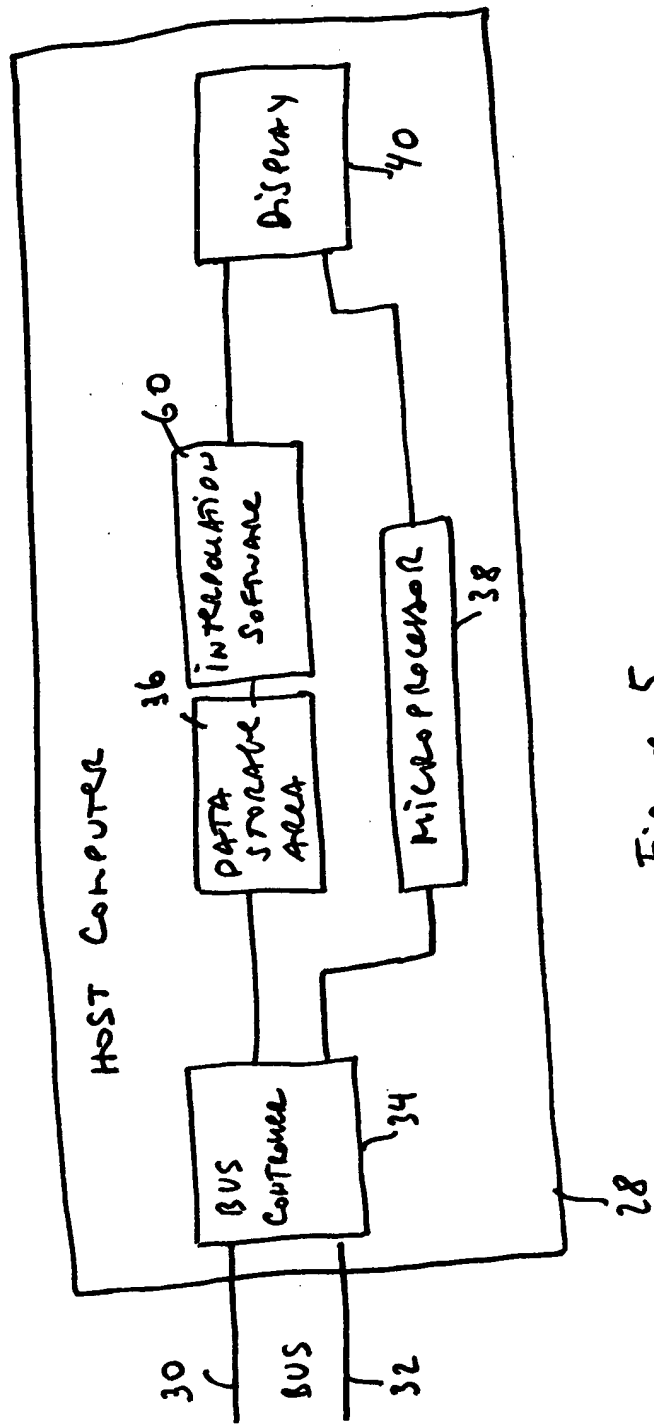 HOST COMPUTER
30
BUS
32
BUS
CONTROLLER
34
36
DATA
STORAGE
AREA
60
INTERPOLATION
SOFTWARE
MICROPROCESSOR
38
DISPLAY
40
28
Figure 5